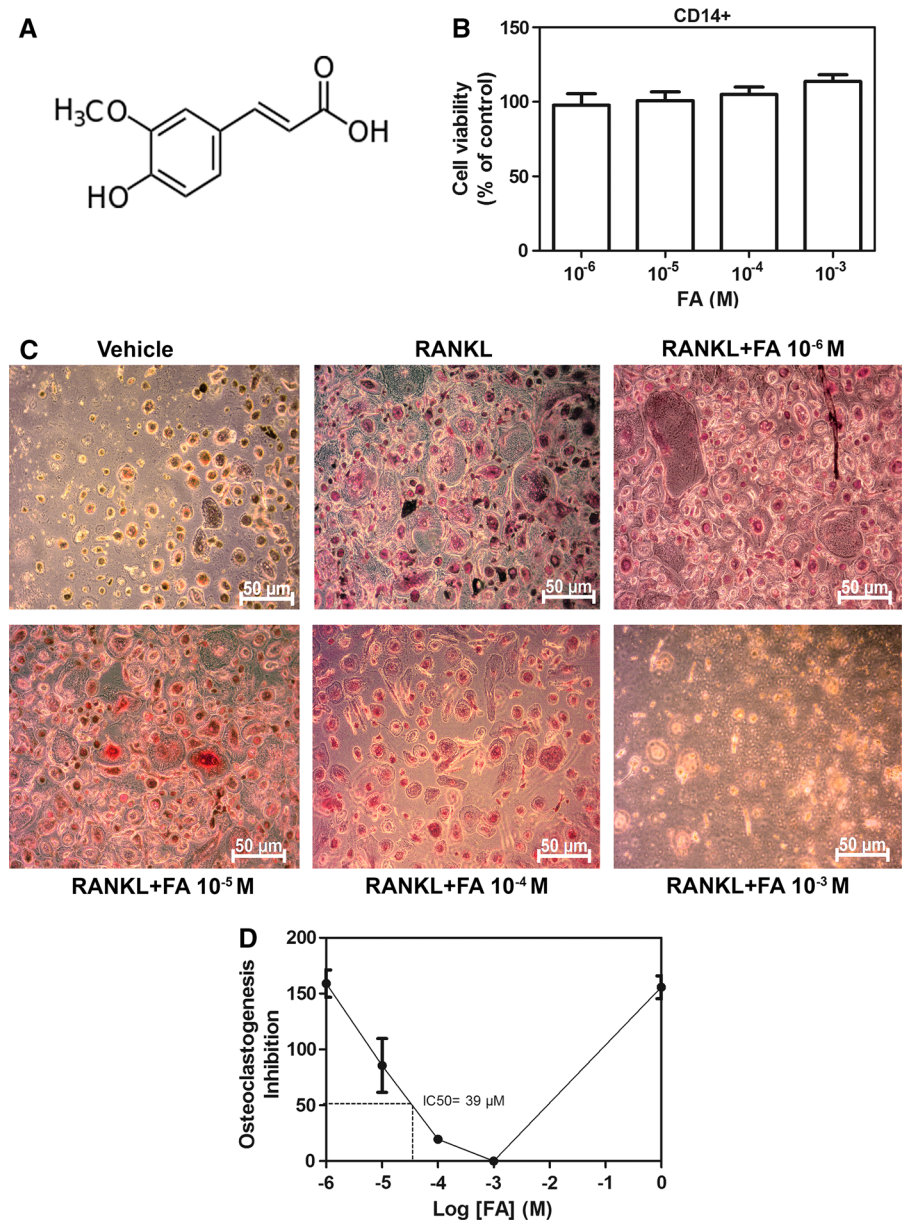 A
H₃C
O
O
OH
HO
B
CD14+
Cell viability
(% of control)
150
100
50
0
10⁻⁶
10⁻⁵
10⁻⁴
10⁻³
FA (M)
C
Vehicle
RANKL
RANKL+FA 10⁻⁶ M
50 µm
50 µm
50 µm
50 µm
50 µm
50 µm
RANKL+FA 10⁻⁵ M
RANKL+FA 10⁻⁴ M
RANKL+FA 10⁻³ M
D
Osteoclastogenesis
Inhibition
200
150
100
50
0
IC50= 39 µM
-6
-5
-4
-3
-2
-1
0
Log [FA] (M)